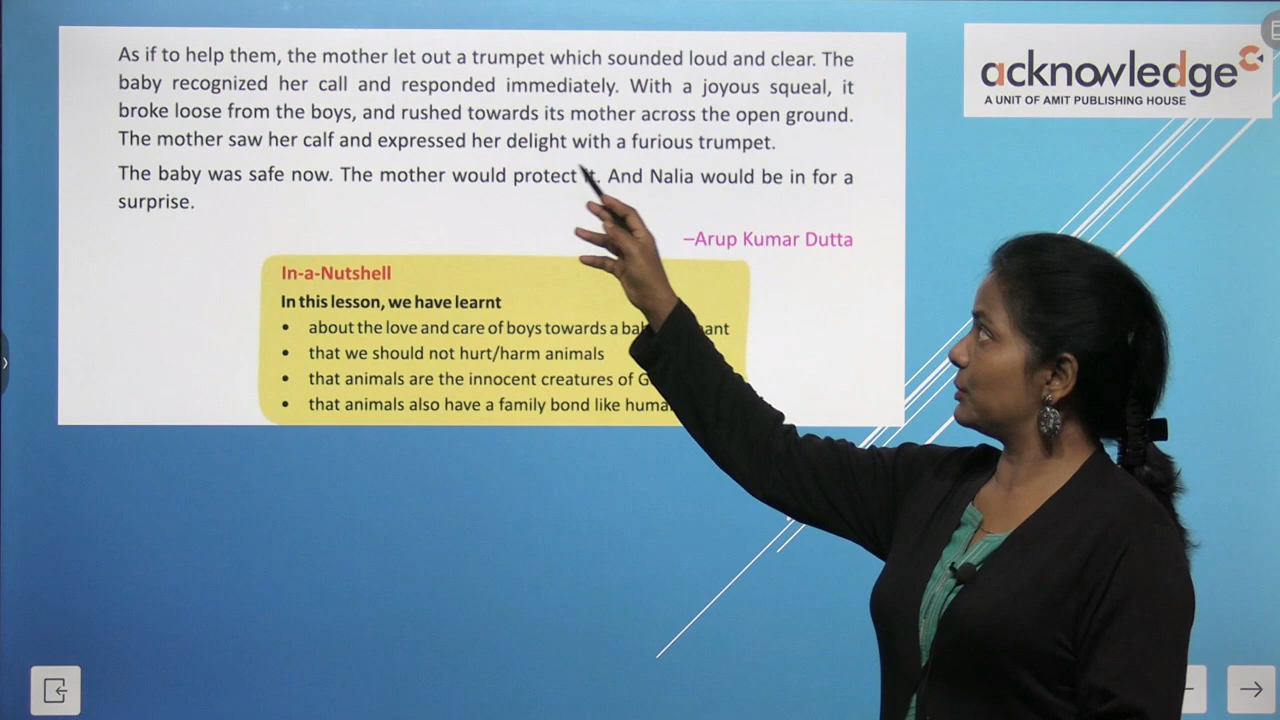 As if to help them, the mother let out a trumpet which sounded loud and clear. The
baby recognized her call and responded immediately. With a joyous squeal, it
broke loose from the boys, and rushed towards its mother across the open ground.
The mother saw her calf and expressed her delight with a furious trumpet.
The baby was safe now. The mother would protect it. And Nalia would be in for a
surprise.
–Arup Kumar Dutta
In-a-Nutshell
In this lesson, we have learnt
• about the love and care of boys towards a
• that we should not hurt/harm animals
• that animals are the innocent creatures of
• that animals also have a family bond like
acknowledge
A UNIT OF AMIT PUBLISHING HOUSE